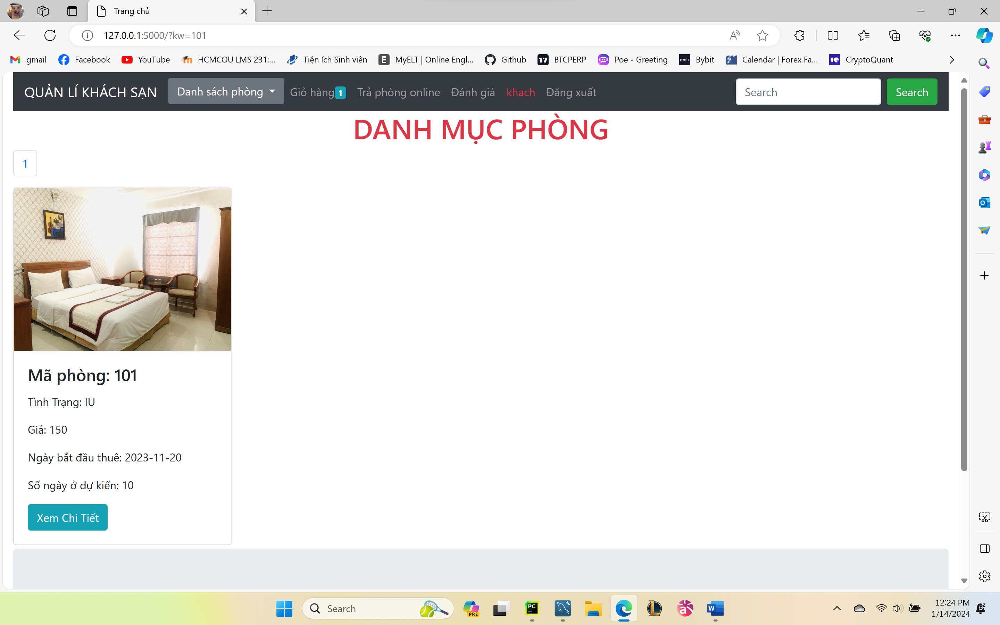 Trang chủ
127.0.0.1:5000/?kw=101
gmail
Facebook
YouTube
HCMCOU LMS 231:...
Tiện ích Sinh viên
MyELT | Online Engl...
Github
BTCPERP
Poe - Greeting
Bybit
Calendar | Forex Fa...
CryptoQuant
QUẢN LÍ KHÁCH SẠN
Danh sách phòng
Giỏ hàng 1
Trả phòng online
Đánh giá
khach
Đăng xuất
Search
Search
DANH MỤC PHÒNG
1
Mã phòng: 101
Tình Trạng: IU
Giá: 150
Ngày bắt đầu thuê: 2023-11-20
Số ngày ở dự kiến: 10
Xem Chi Tiết
Search
PRE
PC
W
12:24 PM
1/14/2024